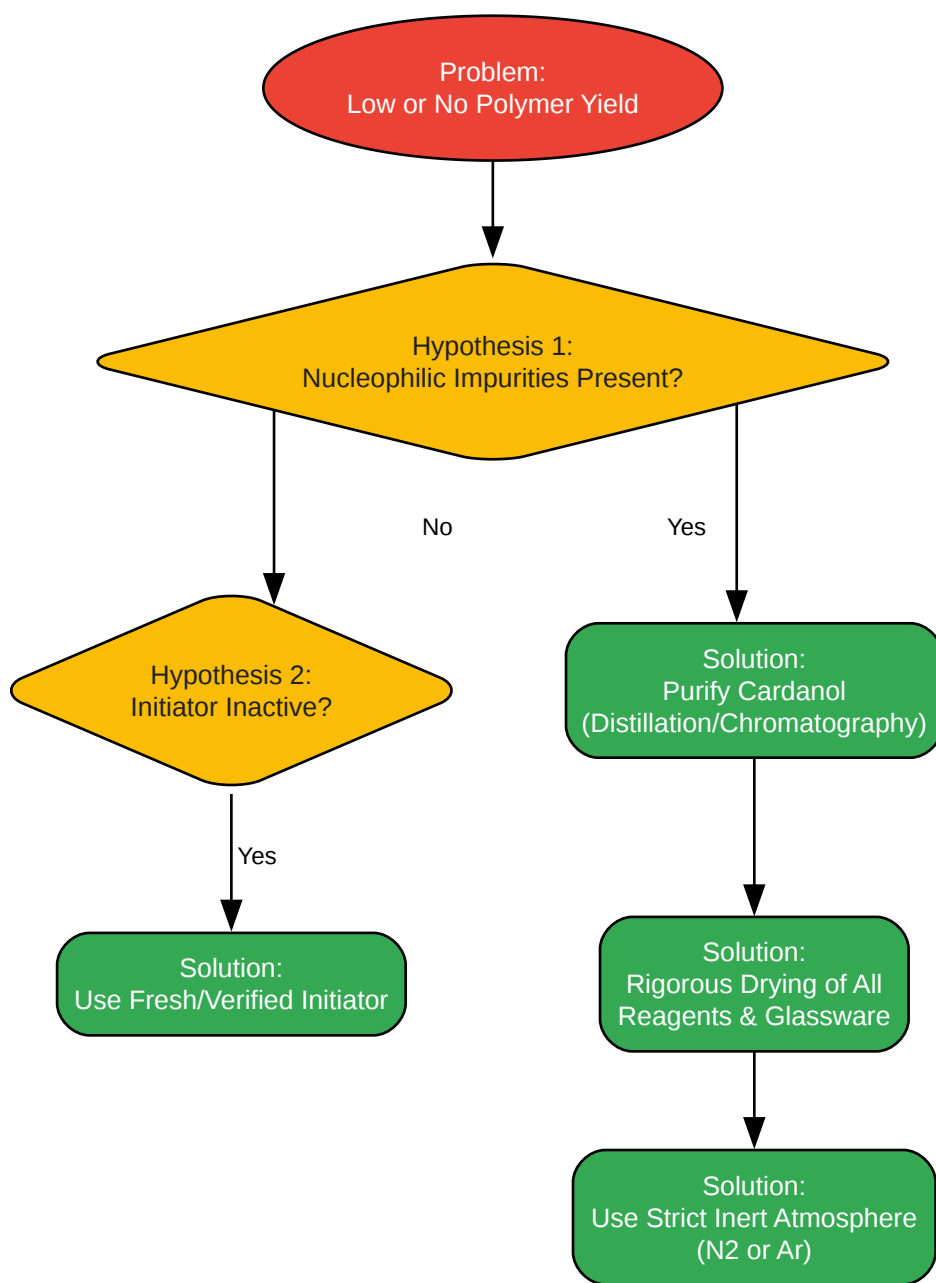 Problem:
Low or No Polymer Yield
Hypothesis 1:
Nucleophilic Impurities Present?
No
Yes
Hypothesis 2:
Initiator Inactive?
Solution:
Purify Cardanol
(Distillation/Chromatography)
Yes
Solution:
Use Fresh/Verified Initiator
Solution:
Rigorous Drying of All
Reagents & Glassware
Solution:
Use Strict Inert Atmosphere
(N2 or Ar)